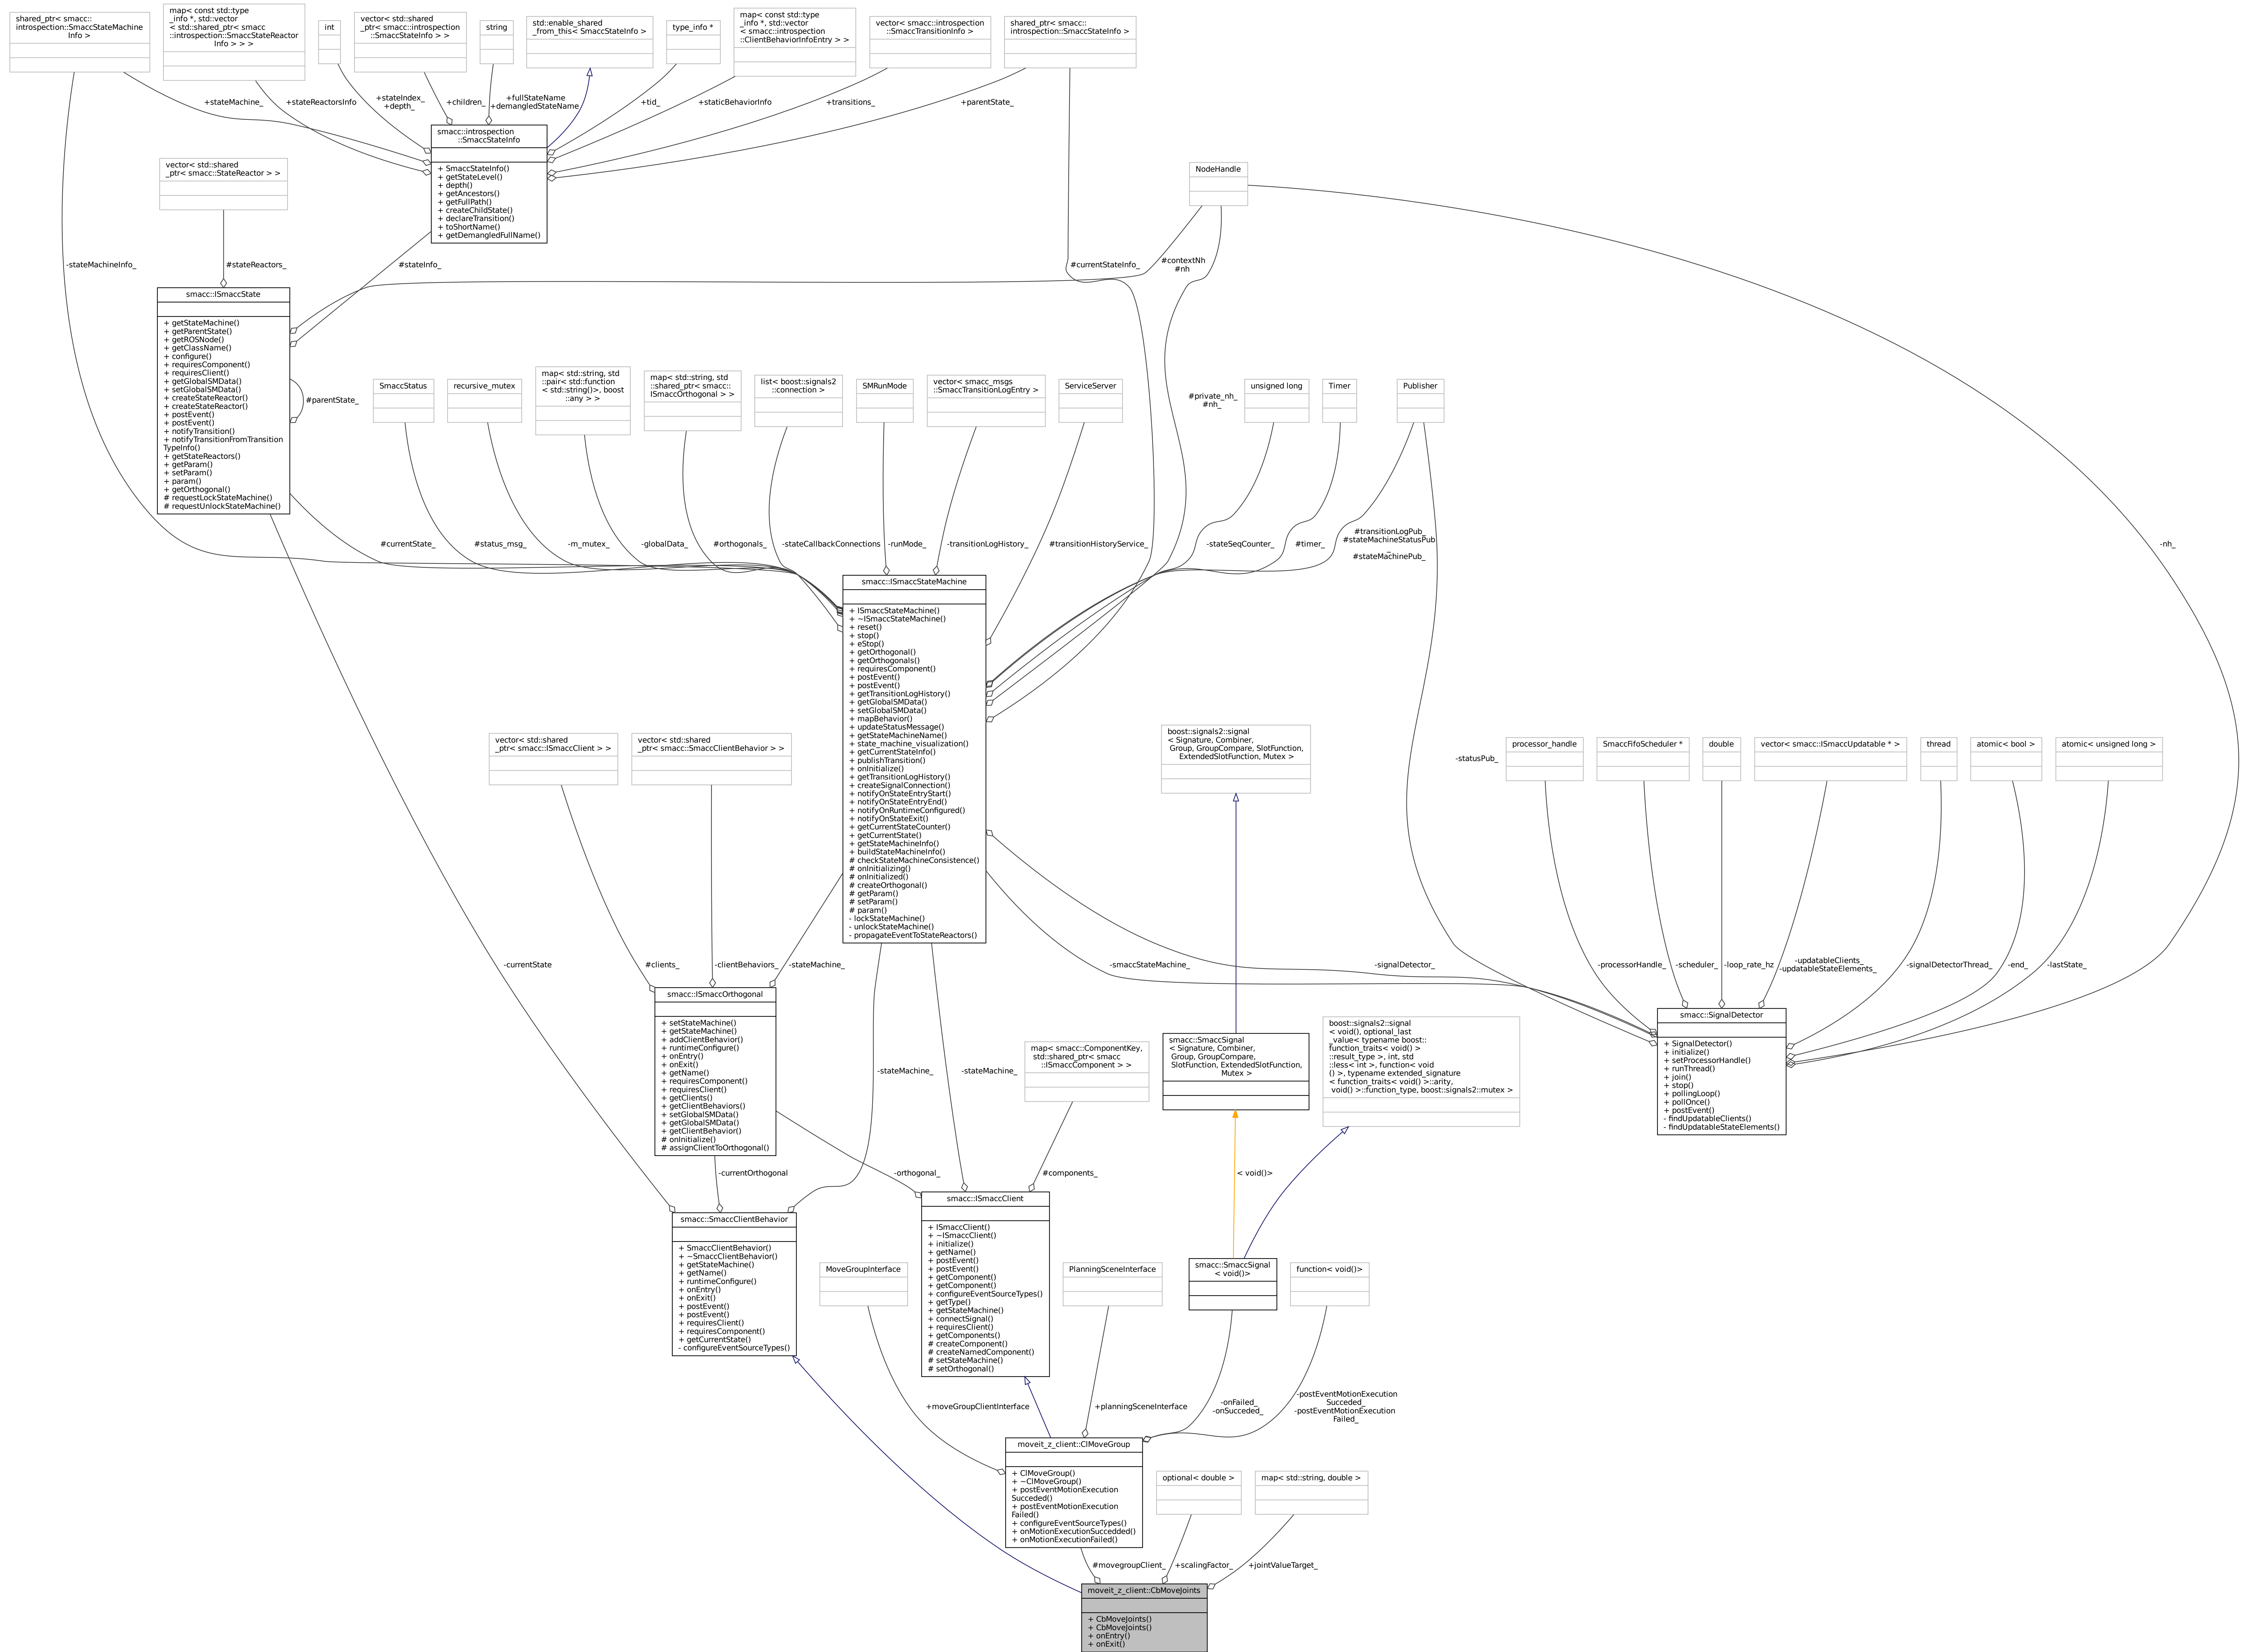 shared_ptr< smacc::
introspection::SmaccStateMachine
Info >
map< const std::type
_info *, std::vector
< std::shared_ptr< smacc
::introspection::SmaccStateReactor
Info > > >
int
vector< std::shared
_ptr< smacc::introspection
::SmaccStateInfo > >
string
std::enable_shared
_from_this< SmaccStateInfo >
type_info *
map< const std::type
_info *, std::vector
< smacc::introspection
::ClientBehaviorInfoEntry > >
vector< smacc::introspection
::SmaccTransitionInfo >
shared_ptr< smacc::
introspection::SmaccStateInfo >
+stateMachine_
+stateReactorsInfo
+stateIndex_
+depth_
+children_
+fullStateName
+demangledStateName
+tid_
+staticBehaviorInfo
+transitions_
+parentState_
smacc::introspection
::SmaccStateInfo
+ SmaccStateInfo()
+ getStateLevel()
+ depth()
+ getAncestors()
+ getFullPath()
+ createChildState()
+ declareTransition()
+ toShortName()
+ getDemangledFullName()
vector< std::shared
_ptr< smacc::StateReactor > >
NodeHandle
-stateMachineInfo_
#stateReactors_
#stateInfo_
#currentStateInfo_
#contextNh
#nh
smacc::ISmaccState
+ getStateMachine()
+ getParentState()
+ getROSNode()
+ getClassName()
+ configure()
+ requiresComponent()
+ requiresClient()
+ getGlobalSMData()
+ setGlobalSMData()
+ createStateReactor()
+ createStateReactor()
+ postEvent()
+ postEvent()
+ notifyTransition()
+ notifyTransitionFromTransition
TypeInfo()
+ getStateReactors()
+ getParam()
+ setParam()
+ param()
+ getOrthogonal()
# requestLockStateMachine()
# requestUnlockStateMachine()
#parentState_
SmaccStatus
recursive_mutex
map< std::string, std
::pair< std::function
< std::string()>, boost
::any > >
map< std::string, std
::shared_ptr< smacc::
ISmaccOrthogonal > >
list< boost::signals2
::connection >
SMRunMode
vector< smacc_msgs
::SmaccTransitionLogEntry >
ServiceServer
#private_nh_
#nh_
unsigned long
Timer
Publisher
#currentState_
#status_msg_
-m_mutex_
-globalData_
#orthogonals_
-stateCallbackConnections
-runMode_
-transitionLogHistory_
#transitionHistoryService_
-stateSeqCounter_
#timer_
#transitionLogPub_
#stateMachineStatusPub
_
#stateMachinePub_
-nh_
smacc::ISmaccStateMachine
+ ISmaccStateMachine()
+ ~ISmaccStateMachine()
+ reset()
+ stop()
+ eStop()
+ getOrthogonal()
+ getOrthogonals()
+ requiresComponent()
+ postEvent()
+ postEvent()
+ getTransitionLogHistory()
+ getGlobalSMData()
+ setGlobalSMData()
+ mapBehavior()
+ updateStatusMessage()
+ getStateMachineName()
+ state_machine_visualization()
+ getCurrentStateInfo()
+ publishTransition()
+ onInitialize()
+ getTransitionLogHistory()
+ createSignalConnection()
+ notifyOnStateEntryStart()
+ notifyOnStateEntryEnd()
+ notifyOnRuntimeConfigured()
+ notifyOnStateExit()
+ getCurrentStateCounter()
+ getCurrentState()
+ getStateMachineInfo()
+ buildStateMachineInfo()
# checkStateMachineConsistence()
# onInitializing()
# onInitialized()
# createOrthogonal()
# getParam()
# setParam()
# param()
- lockStateMachine()
- unlockStateMachine()
- propagateEventToStateReactors()
vector< std::shared
_ptr< smacc::ISmaccClient > >
vector< std::shared
_ptr< smacc::SmaccClientBehavior > >
boost::signals2::signal
< Signature, Combiner,
Group, GroupCompare, SlotFunction,
ExtendedSlotFunction, Mutex >
-statusPub_
processor_handle
SmaccFifoScheduler *
double
vector< smacc::ISmaccUpdatable * >
thread
atomic< bool >
atomic< unsigned long >
-currentState
#clients_
-clientBehaviors_
-stateMachine_
-smaccStateMachine_
-signalDetector_
-processorHandle_
-scheduler_
-loop_rate_hz
-updatableClients_
-updatableStateElements_
-signalDetectorThread_
-end_
-lastState_
smacc::ISmaccOrthogonal
+ setStateMachine()
+ getStateMachine()
+ addClientBehavior()
+ runtimeConfigure()
+ onEntry()
+ onExit()
+ getName()
+ requiresComponent()
+ requiresClient()
+ getClients()
+ getClientBehaviors()
+ setGlobalSMData()
+ getGlobalSMData()
+ getClientBehavior()
# onInitialize()
# assignClientToOrthogonal()
-stateMachine_
-stateMachine_
map< smacc::ComponentKey,
std::shared_ptr< smacc
::ISmaccComponent > >
smacc::SmaccSignal
< Signature, Combiner,
Group, GroupCompare,
SlotFunction, ExtendedSlotFunction,
Mutex >
boost::signals2::signal
< void(), optional_last
_value< typename boost::
function_traits< void() >
::result_type >, int, std
::less< int >, function< void
() >, typename extended_signature
< function_traits< void() >::arity,
void() >::function_type, boost::signals2::mutex >
smacc::SignalDetector
+ SignalDetector()
+ initialize()
+ setProcessorHandle()
+ runThread()
+ join()
+ stop()
+ pollingLoop()
+ pollOnce()
+ postEvent()
- findUpdatableClients()
- findUpdatableStateElements()
-currentOrthogonal
-orthogonal_
#components_
< void()>
smacc::SmaccClientBehavior
+ SmaccClientBehavior()
+ ~SmaccClientBehavior()
+ getStateMachine()
+ getName()
+ runtimeConfigure()
+ onEntry()
+ onExit()
+ postEvent()
+ postEvent()
+ requiresClient()
+ requiresComponent()
+ getCurrentState()
- configureEventSourceTypes()
smacc::ISmaccClient
+ ISmaccClient()
+ ~ISmaccClient()
+ initialize()
+ getName()
+ postEvent()
+ postEvent()
+ getComponent()
+ getComponent()
+ configureEventSourceTypes()
+ getType()
+ getStateMachine()
+ connectSignal()
+ requiresClient()
+ getComponents()
# createComponent()
# createNamedComponent()
# setStateMachine()
# setOrthogonal()
MoveGroupInterface
PlanningSceneInterface
smacc::SmaccSignal
< void()>
function< void()>
+moveGroupClientInterface
+planningSceneInterface
-onFailed_
-onSucceded_
-postEventMotionExecution
Succeded_
-postEventMotionExecution
Failed_
moveit_z_client::ClMoveGroup
+ ClMoveGroup()
+ ~ClMoveGroup()
+ postEventMotionExecution
Succeded()
+ postEventMotionExecution
Failed()
+ configureEventSourceTypes()
+ onMotionExecutionSuccedded()
+ onMotionExecutionFailed()
optional< double >
map< std::string, double >
#movegroupClient_
+scalingFactor_
+jointValueTarget_
moveit_z_client::CbMoveJoints
+ CbMoveJoints()
+ CbMoveJoints()
+ onEntry()
+ onExit()